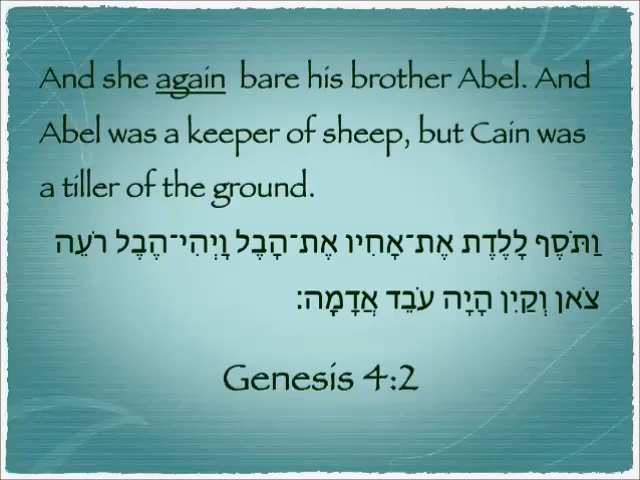 And she again bare his brother Abel. And
Abel was a keeper of sheep, but Cain was
a tiller of the ground.
וַתֹּסֶף לָלֶדֶת אֶת־אָחִיו אֶת־הָבֶל וַיְהִי־הֶבֶל רֹעֵה
צֹאן וְקַיִן הָיָה עֹבֵד אֲדָמָה׃
Genesis 4:2